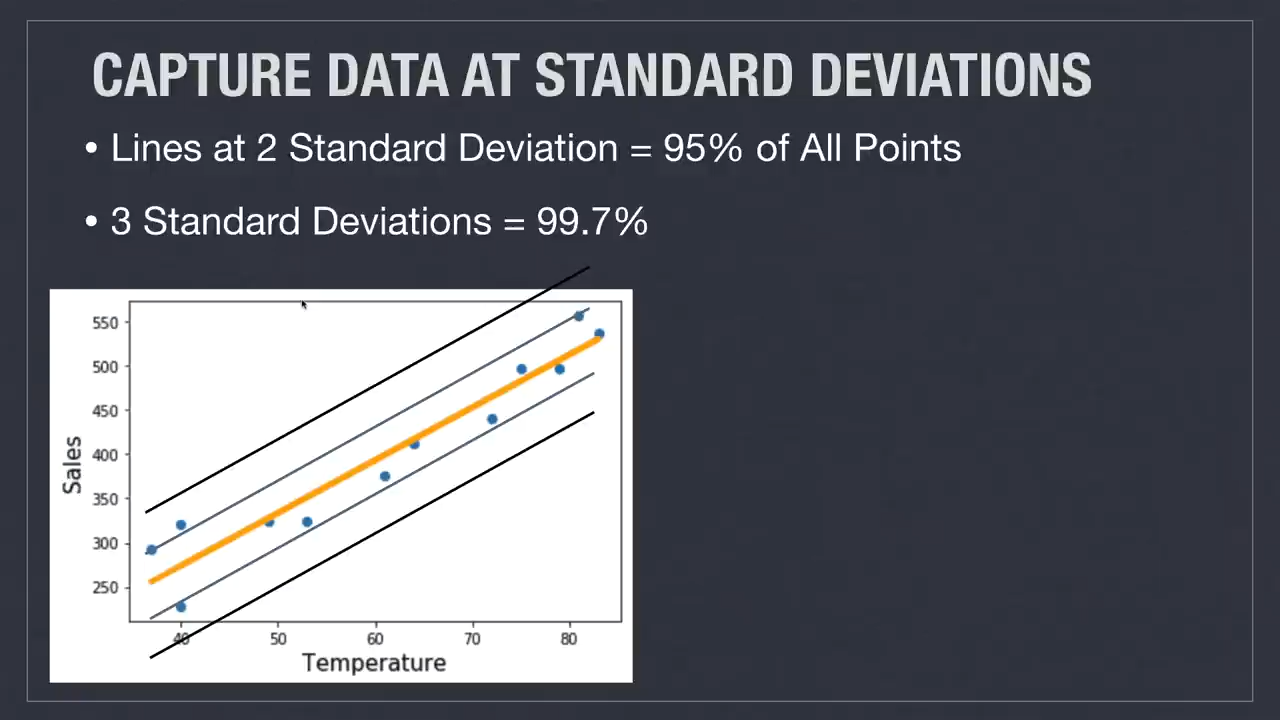 CAPTURE DATA AT STANDARD DEVIATIONS
• Lines at 2 Standard Deviation = 95% of All Points
• 3 Standard Deviations = 99.7%
550
500
450
400
350
300
250
Sales
40 50 60 70 80
Temperature